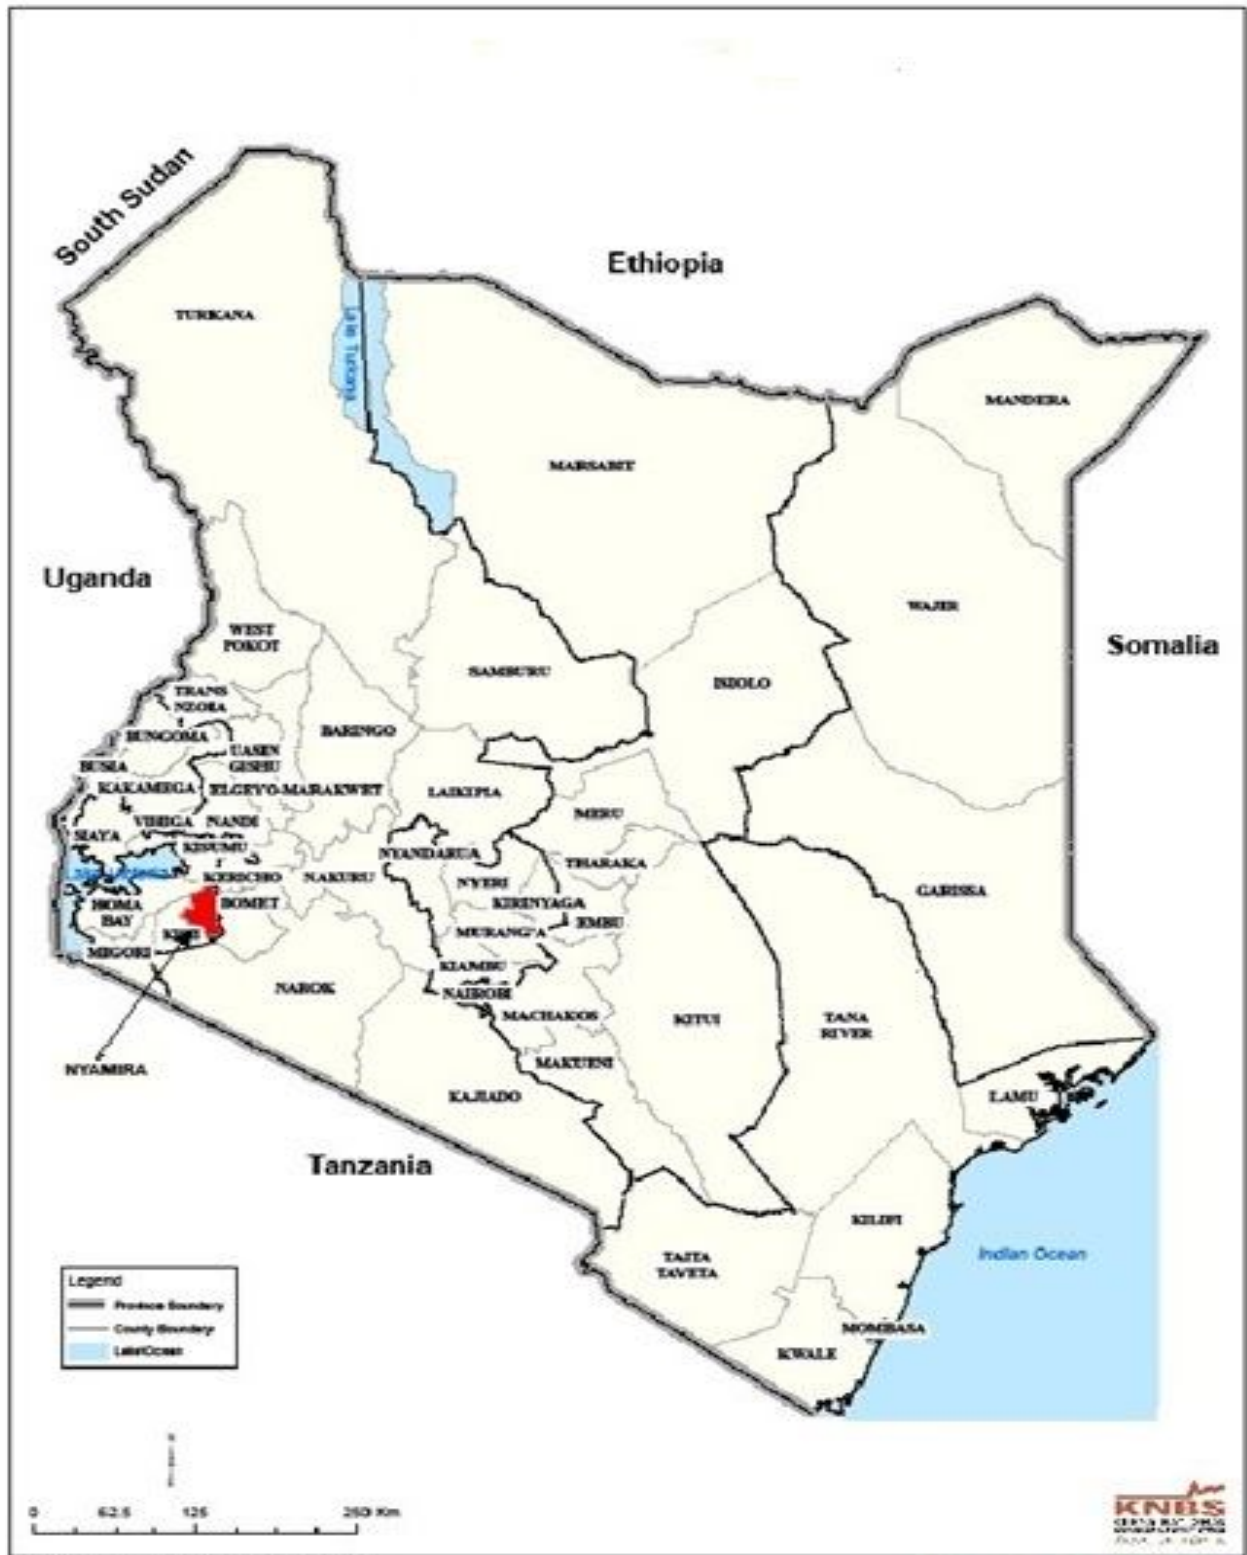 South Sudan
Ethiopia
TURKANA
MANDERA
MARSABIT
Uganda
WAJIR
WEST
POKOT
Somalia
SAMBURU
ISIOLO
TRANS
NZOIA
BARINGO
BUNGOMA
UASIN
GISHU
BUSIA
KAKAMEGA
ELGEYO-MARAKWET
LAIKIPIA
MERU
VIHIGA
NANDI
SIAYA
KISUMU
NYANDARUA
THARAKA
KERICHO
NAKURU
NYERI
GARISSA
HOMA
BAY
BOMET
KIRINYAGA
EMBU
KISII
MURANG'A
MIGORI
KIAMBU
NAROK
NAIROBI
MACHAKOS
KITUI
TANA
RIVER
NYAMIRA
MAKUENI
KAJIADO
LAMU
Tanzania
KILIFI
TAITA
TAVETA
Indian Ocean
Legend
Province Boundary
County Boundary
Lake/Ocean
MOMBASA
KWALE
0 62.5 125 250 Km
KNBS